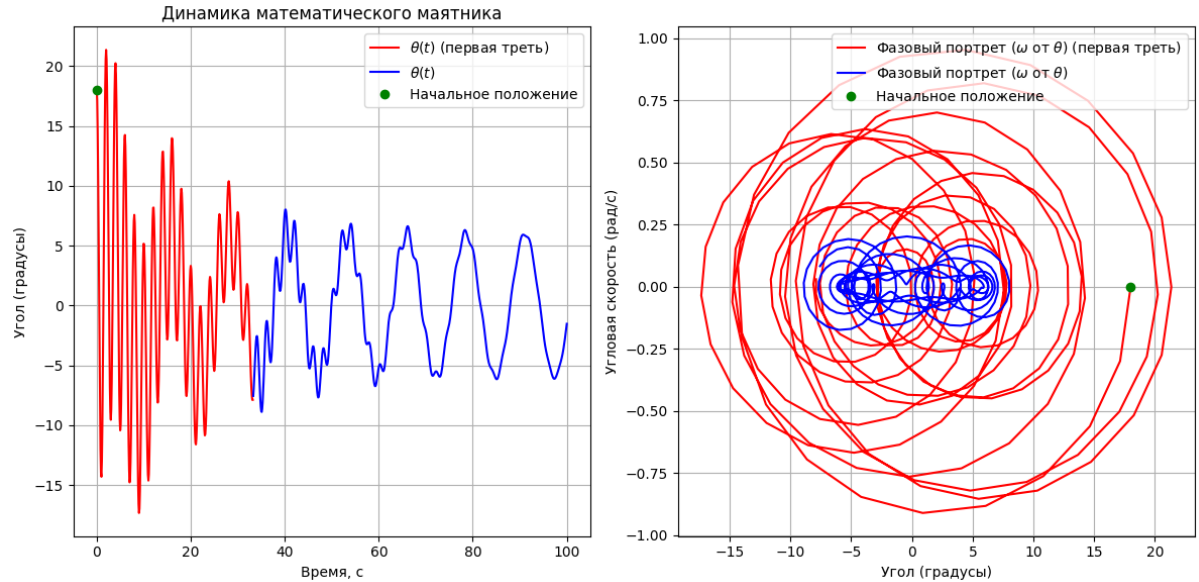 Динамика математического маятника
θ(t) (первая треть)
θ(t)
Начальное положение
Угол (градусы)
20
15
10
5
0
−5
−10
−15
0
20
40
60
80
100
Время, с
Фазовый портрет (ω от θ) (первая треть)
Фазовый портрет (ω от θ)
Начальное положение
Угловая скорость (рад/с)
1.00
0.75
0.50
0.25
0.00
−0.25
−0.50
−0.75
−1.00
−15
−10
−5
0
5
10
15
20
Угол (градусы)